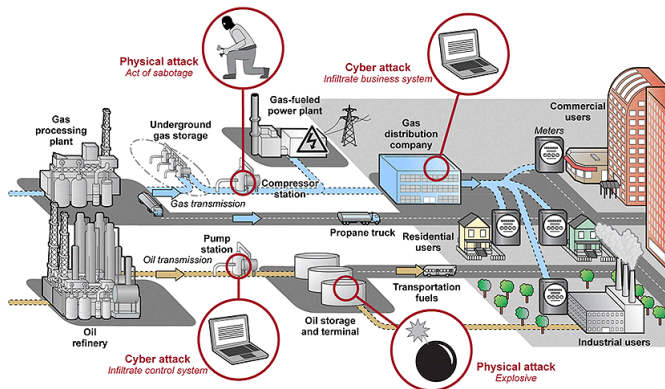 Physical attack
Act of sabotage
Cyber attack
Infiltrate business system
Commercial
users
Gas
processing
plant
Underground
gas storage
Gas-fueled
power plant
Gas
distribution
company
Meters
Gas transmission
Compressor
station
Propane truck
Residential
users
Oil transmission
Pump
station
Transportation
fuels
Oil
refinery
Oil storage
and terminal
Industrial users
Cyber attack
Infiltrate control system
Physical attack
Explosive